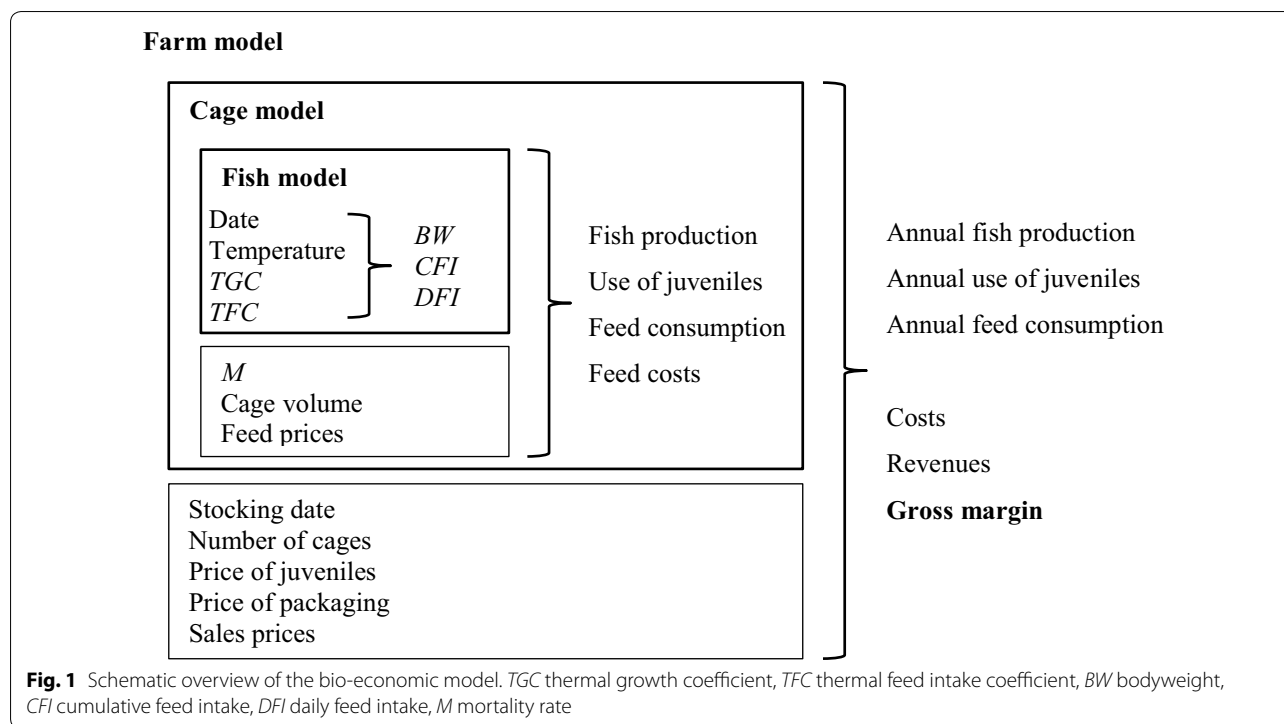 Farm model
Cage model
Fish model
Date
Temperature
TGC
TFC
BW
CFI
DFI
M
Cage volume
Feed prices
Fish production
Use of juveniles
Feed consumption
Feed costs
Stocking date
Number of cages
Price of juveniles
Price of packaging
Sales prices
Annual fish production
Annual use of juveniles
Annual feed consumption
Costs
Revenues
Gross margin
Fig. 1 Schematic overview of the bio-economic model. TGC thermal growth coefficient, TFC thermal feed intake coefficient, BW bodyweight,
CFI cumulative feed intake, DFI daily feed intake, M mortality rate